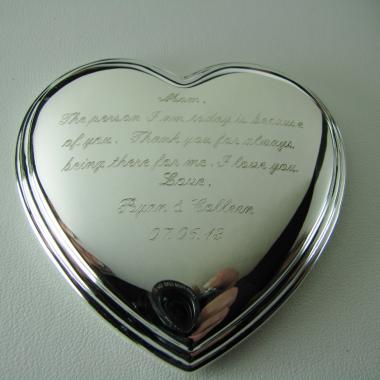 Mom,
The person I am today is because
of you. Thank you for always
being there for me. I love you.
Love,
Ryan & Colleen
07.06.13